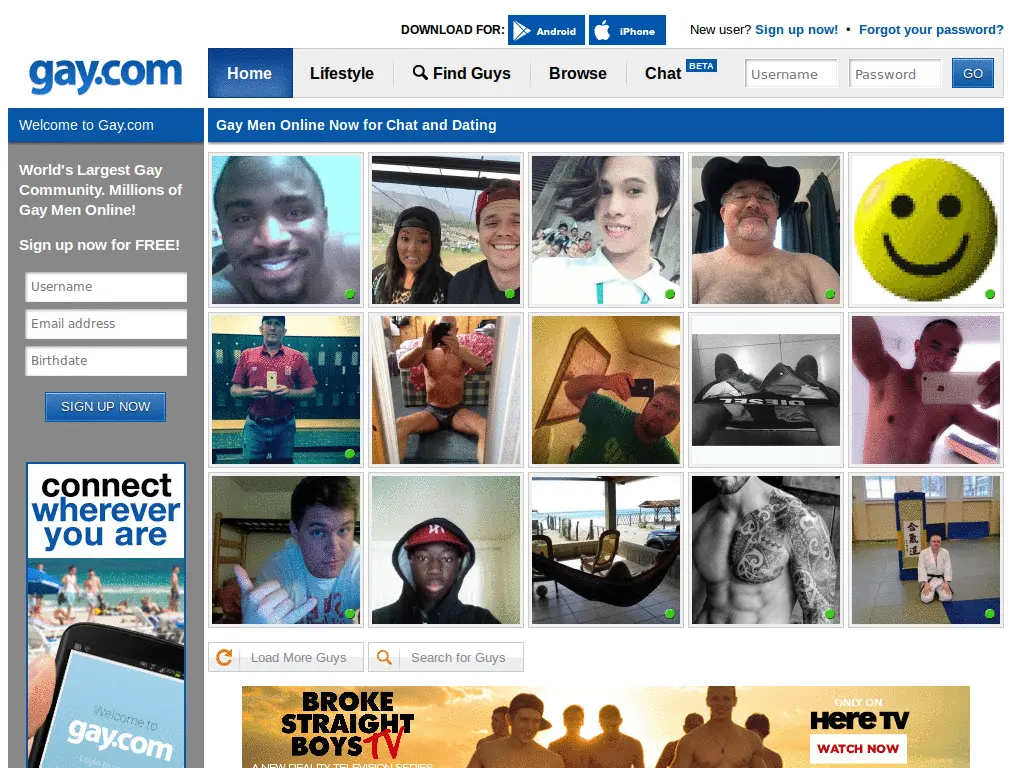 DOWNLOAD FOR: Android iPhone New user? Sign up now! • Forgot your password?
gay.com
Home Lifestyle Find Guys Browse Chat BETA Username Password GO
Welcome to Gay.com
World's Largest Gay
Community. Millions of
Gay Men Online!
Sign up now for FREE!
Username
Email address
Birthdate
SIGN UP NOW
connect
wherever
you are
Welcome to
gay.com
Gay Men Online Now for Chat and Dating
DIESEL
合氣道
Load More Guys Search for Guys
BROKE
STRAIGHT
BOYS TV
A NEW REALITY TELEVISION SERIES
ONLY ON
HERE TV
WATCH NOW